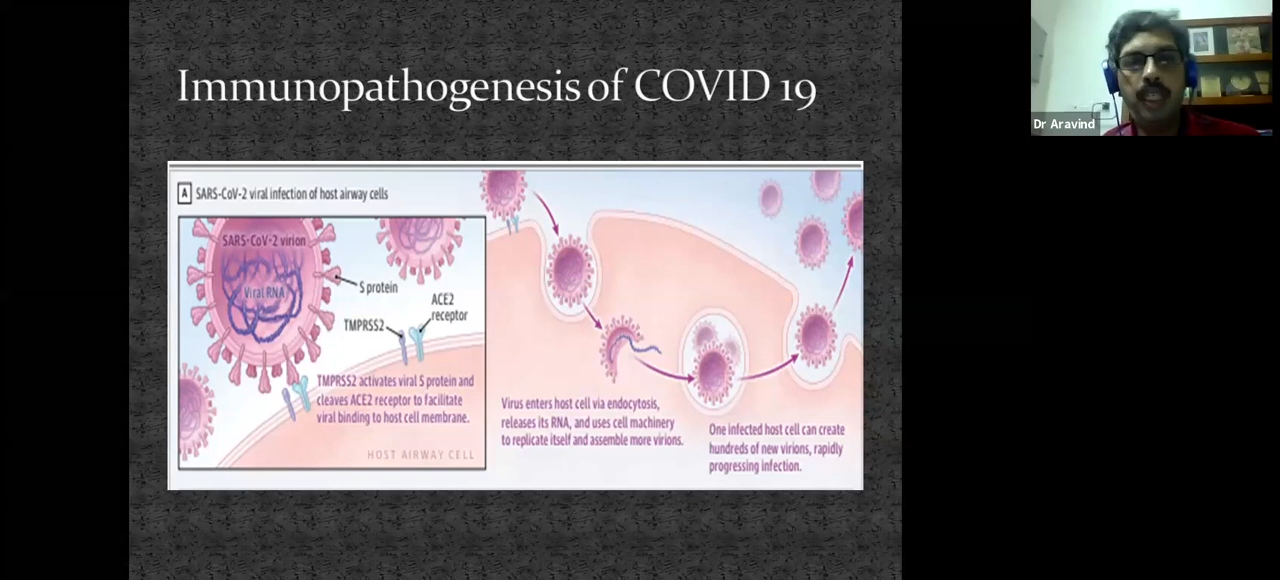 Immunopathogenesis of COVID 19
Dr Aravind
A SARS-CoV-2 viral infection of host airway cells
SARS-CoV-2 virion
Viral RNA
S protein
ACE2
receptor
TMPRSS2
TMPRSS2 activates viral S protein and
cleaves ACE2 receptor to facilitate
viral binding to host cell membrane.
HOST AIRWAY CELL
Virus enters host cell via endocytosis,
releases its RNA, and uses cell machinery
to replicate itself and assemble more virions.
One infected host cell can create
hundreds of new virions, rapidly
progressing infection.